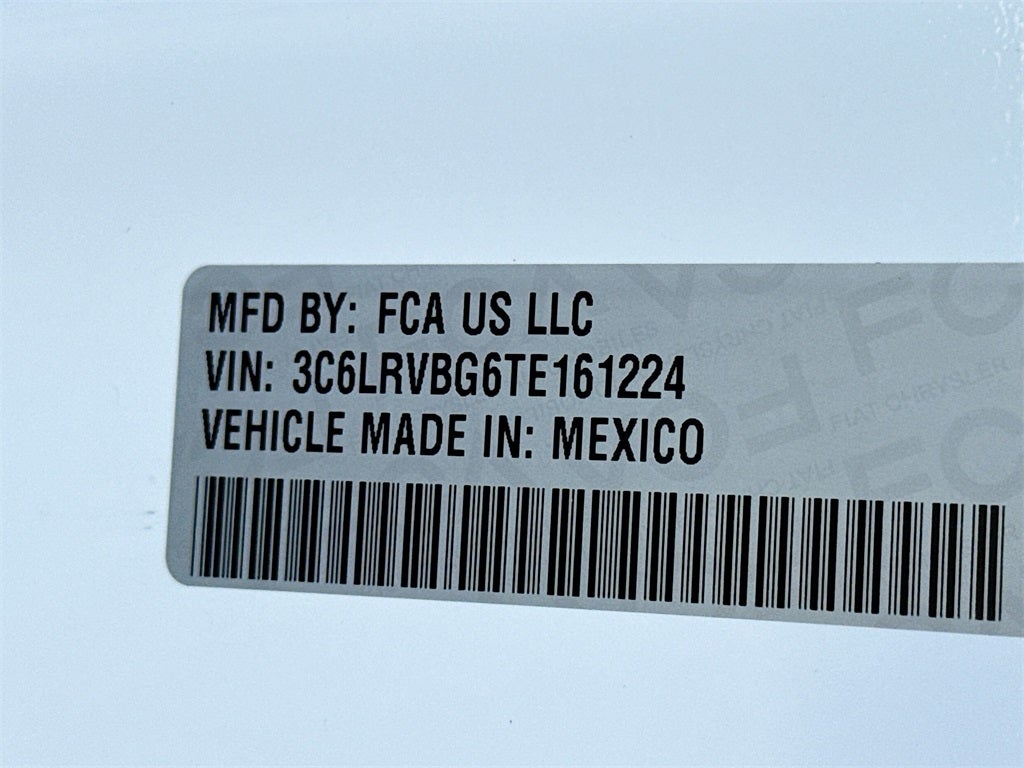 MFD BY: FCA US LLC
VIN: 3C6LRVBG6TE161224
VEHICLE MADE IN: MEXICO